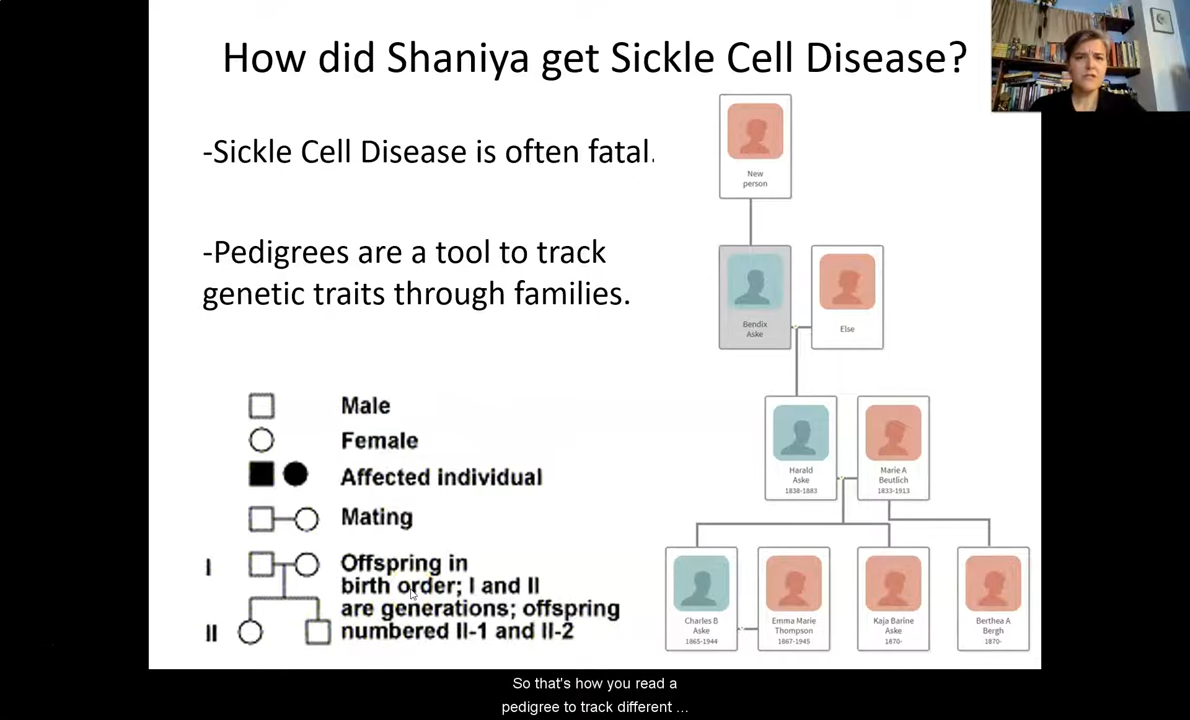 How did Shaniya get Sickle Cell Disease?
-Sickle Cell Disease is often fatal.
-Pedigrees are a tool to track
genetic traits through families.
Male
Female
Affected individual
Mating
I
Offspring in
birth order; I and II
are generations; offspring
II
numbered II-1 and II-2
New
person
Bendix
Aske
Else
Harald
Aske
1838-1883
Marie A
Beutlich
1833-1913
Charles B
Aske
1865-1944
Emma Marie
Thompson
1867-1945
Kaja Barine
Aske
1870-
Berthea A
Bergh
1870-
So that's how you read a
pedigree to track different ...